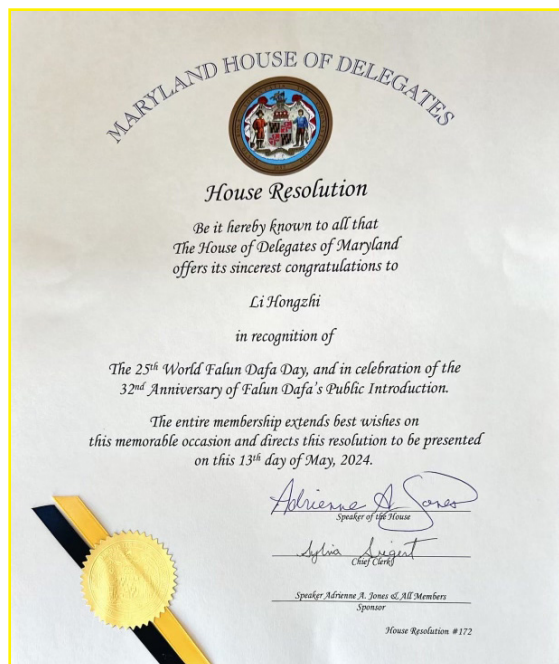 MARYLAND HOUSE OF DELEGATES
House Resolution
Be it hereby known to all that
The House of Delegates of Maryland
offers its sincerest congratulations to
Li Hongzhi
in recognition of
The 25th World Falun Dafa Day, and in celebration of the
32nd Anniversary of Falun Dafa's Public Introduction.
The entire membership extends best wishes on
this memorable occasion and directs this resolution to be presented
on this 13th day of May, 2024.
Adrienne A. Jones
Speaker of the House
Sylvia Siegert
Chief Clerk
Speaker Adrienne A. Jones & All Members
Sponsor
House Resolution #172